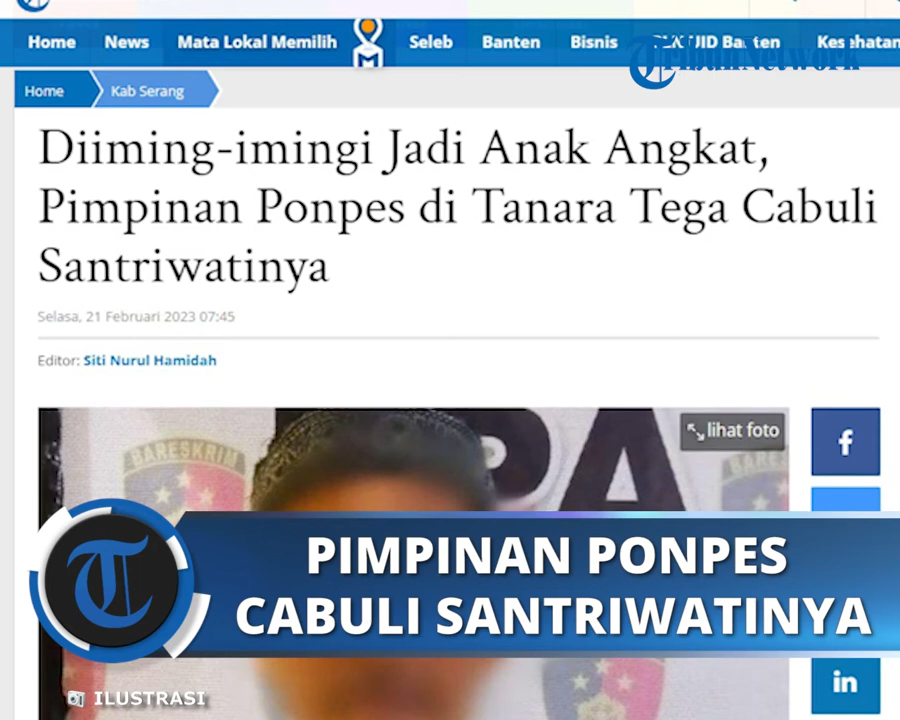 Home News Mata Lokal Memilih Seleb Banten Bisnis Kesehatan
TribunNetwork
Home Kab Serang
Diiming-imingi Jadi Anak Angkat,
Pimpinan Ponpes di Tanara Tega Cabuli
Santriwatinya
Selasa, 21 Februari 2023 07:45
Editor: Siti Nurul Hamidah
lihat foto
BARESKRIM
PA
f
PIMPINAN PONPES
CABULI SANTRIWATINYA
T
in
ILUSTRASI